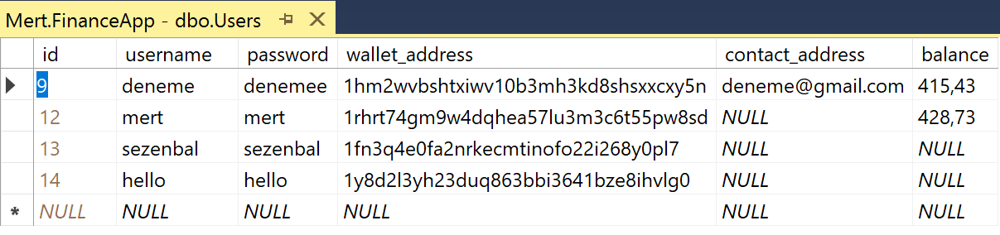 Mert.FinanceApp - dbo.Users
id username password wallet_address contact_address balance
9 deneme denemee 1hm2wvbshtxiwv10b3mh3kd8shsxxcxy5n deneme@gmail.com 415,43
12 mert mert 1rhrt74gm9w4dqhea57lu3m3c6t55pw8sd NULL 428,73
13 sezenbal sezenbal 1fn3q4e0fa2nrkecmtinofo22i268y0pl7 NULL NULL
14 hello hello 1y8d2l3yh23duq863bbi3641bze8ihvlg0 NULL NULL
* NULL NULL NULL NULL NULL NULL